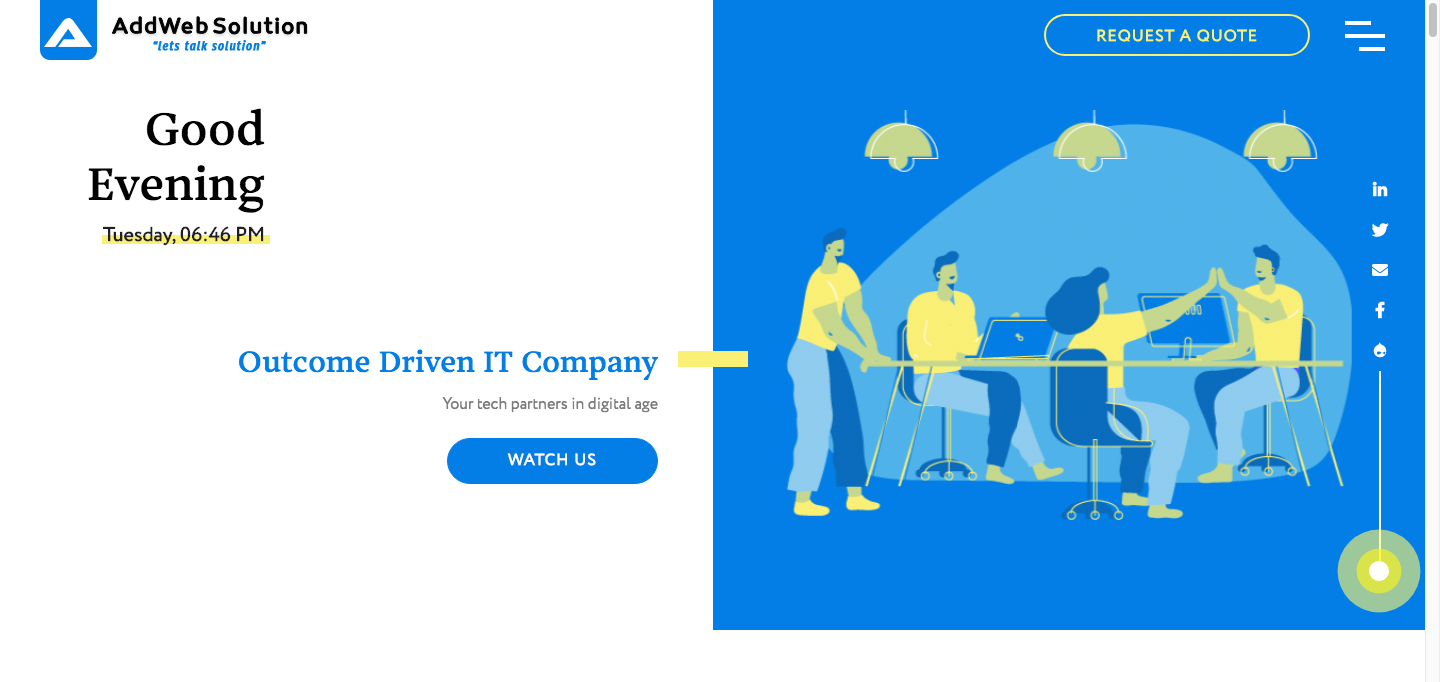 AddWeb Solution
"lets talk solution"
REQUEST A QUOTE
Good
Evening
Tuesday, 06:46 PM
Outcome Driven IT Company
Your tech partners in digital age
WATCH US